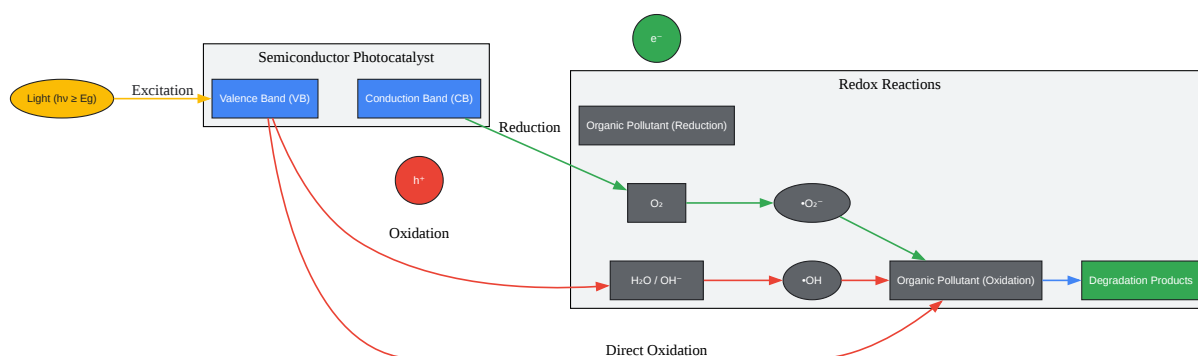 e⁻
Semiconductor Photocatalyst
Redox Reactions
Light (hν ≥ Eg)
Excitation
Valence Band (VB)
Conduction Band (CB)
Reduction
Organic Pollutant (Reduction)
h⁺
O₂
•O₂⁻
Oxidation
H₂O / OH⁻
•OH
Organic Pollutant (Oxidation)
Degradation Products
Direct Oxidation